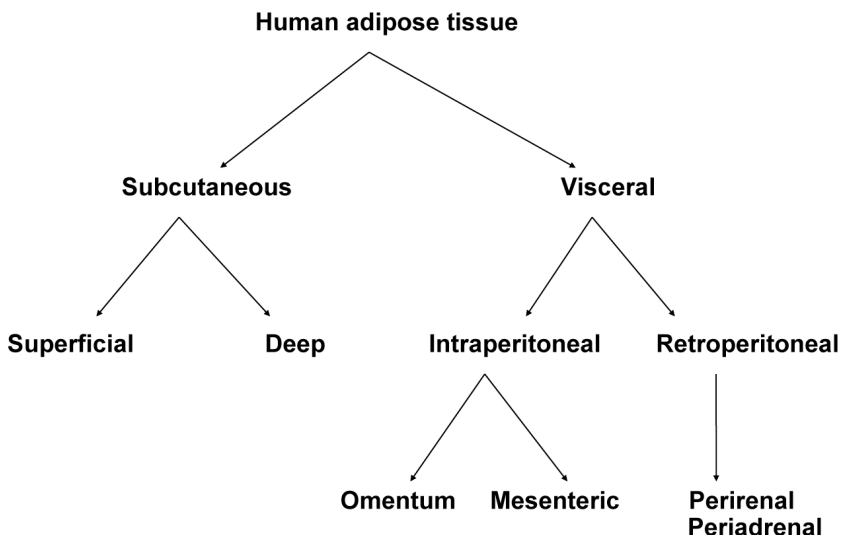 Human adipose tissue
Subcutaneous
Visceral
Superficial
Deep
Intraperitoneal
Retroperitoneal
Omentum
Mesenteric
Perirenal
Periadrenal